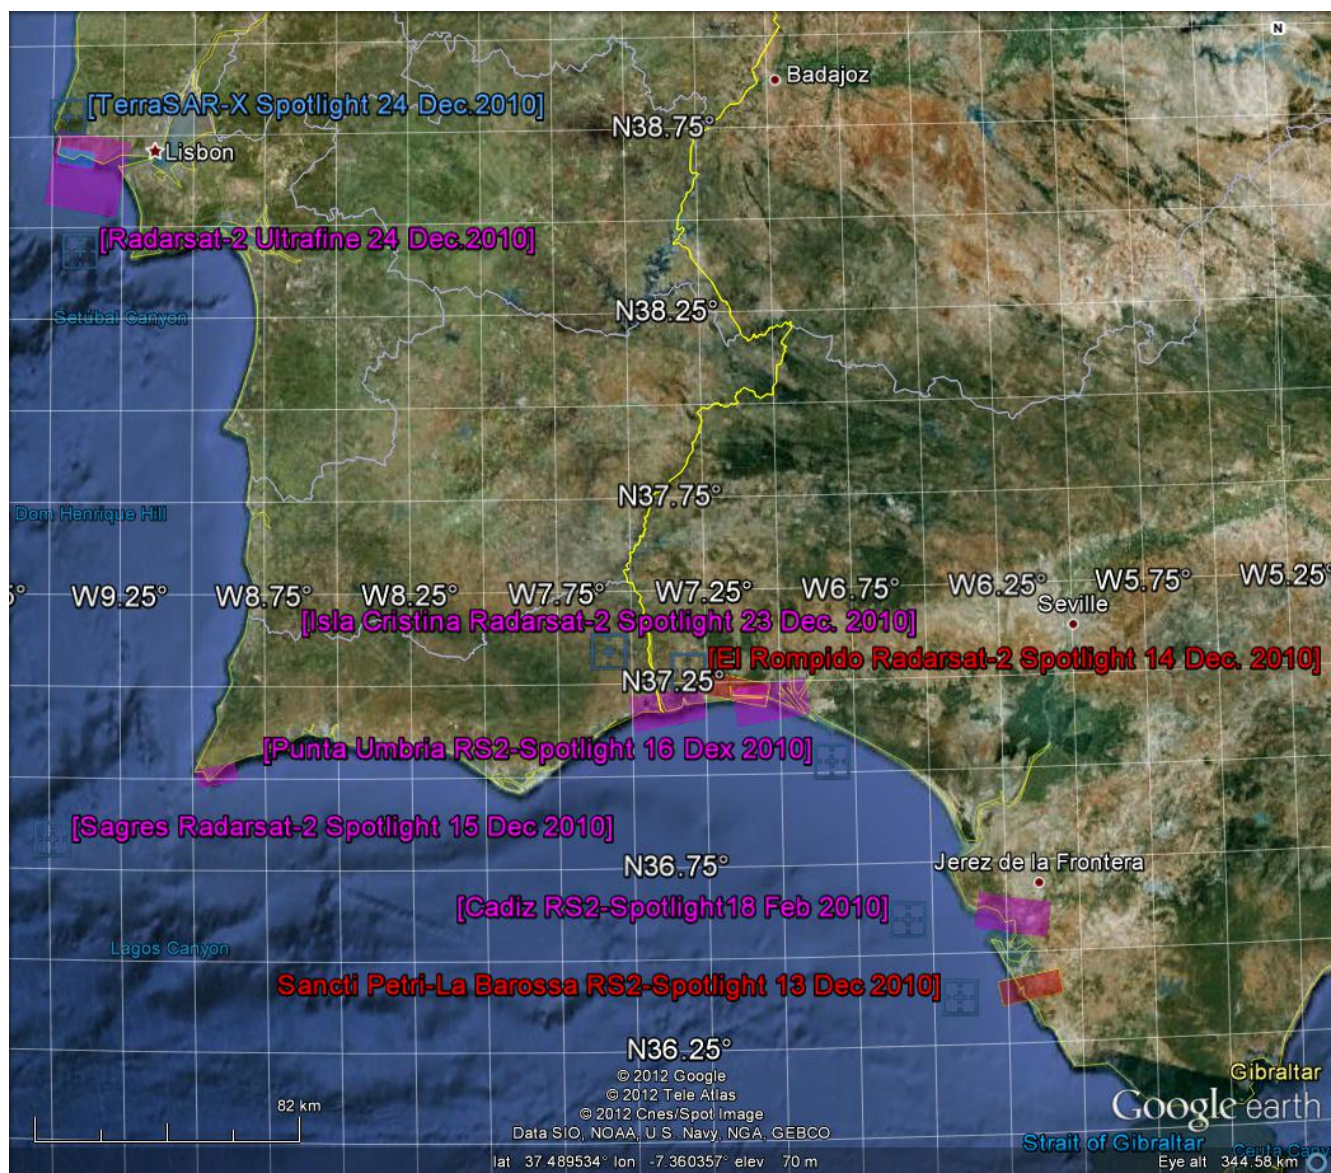 N
Badajoz
[TerraSAR-X Spotlight 24 Dec.2010]
N38.75°
Lisbon
[Radarsat-2 Ultrafine 24 Dec.2010]
N38.25°
Setúbal Canyon
N37.75°
Dom Henrique Hill
5° W9.25° W8.75° W8.25° W7.75° W7.25° W6.75° W6.25° W5.75° W5.25°
Seville
[Isla Cristina Radarsat-2 Spotlight 23 Dec. 2010]
[El Rompido Radarsat-2 Spotlight 14 Dec. 2010]
N37.25°
[Punta Umbria RS2-Spotlight 16 Dex 2010]
[Sagres Radarsat-2 Spotlight 15 Dec 2010]
N36.75°
Jerez de la Frontera
[Cadiz RS2-Spotlight18 Feb 2010]
Lagos Canyon
Sancti Petri-La Barossa RS2-Spotlight 13 Dec 2010]
N36.25°
Gibraltar
© 2012 Google
© 2012 Tele Atlas
© 2012 Cnes/Spot Image
Data SIO, NOAA, U.S. Navy, NGA, GEBCO
82 km
Google earth
Strait of Gibraltar
Ceuta Cany
lat 37.489534° lon -7.360357° elev 70 m
Eye alt 344.58 km